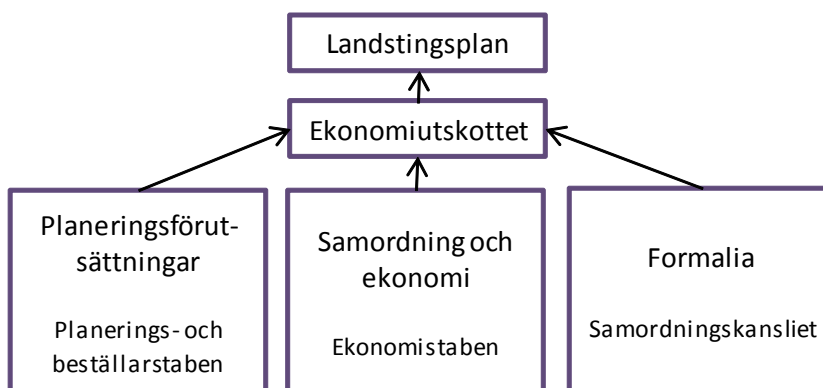 Landstingsplan
Ekonomiutskottet
Planeringsförut-
sättningar
Planerings- och
beställarstaben
Samordning och
ekonomi
Ekonomistaben
Formalia
Samordningskansliet